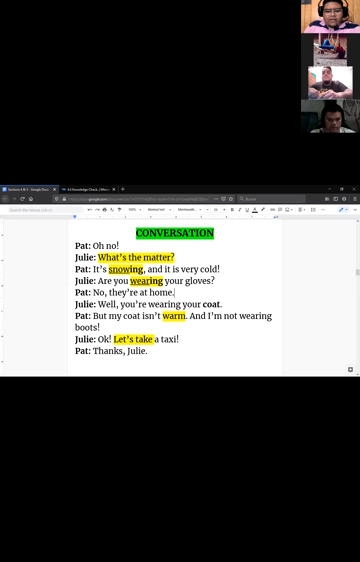 CONVERSATION
Pat: Oh no!
Julie: What's the matter?
Pat: It's snowing, and it is very cold!
Julie: Are you wearing your gloves?
Pat: No, they're at home.
Julie: Well, you're wearing your coat.
Pat: But my coat isn't warm. And I'm not wearing
boots!
Julie: Ok! Let's take a taxi!
Pat: Thanks, Julie.